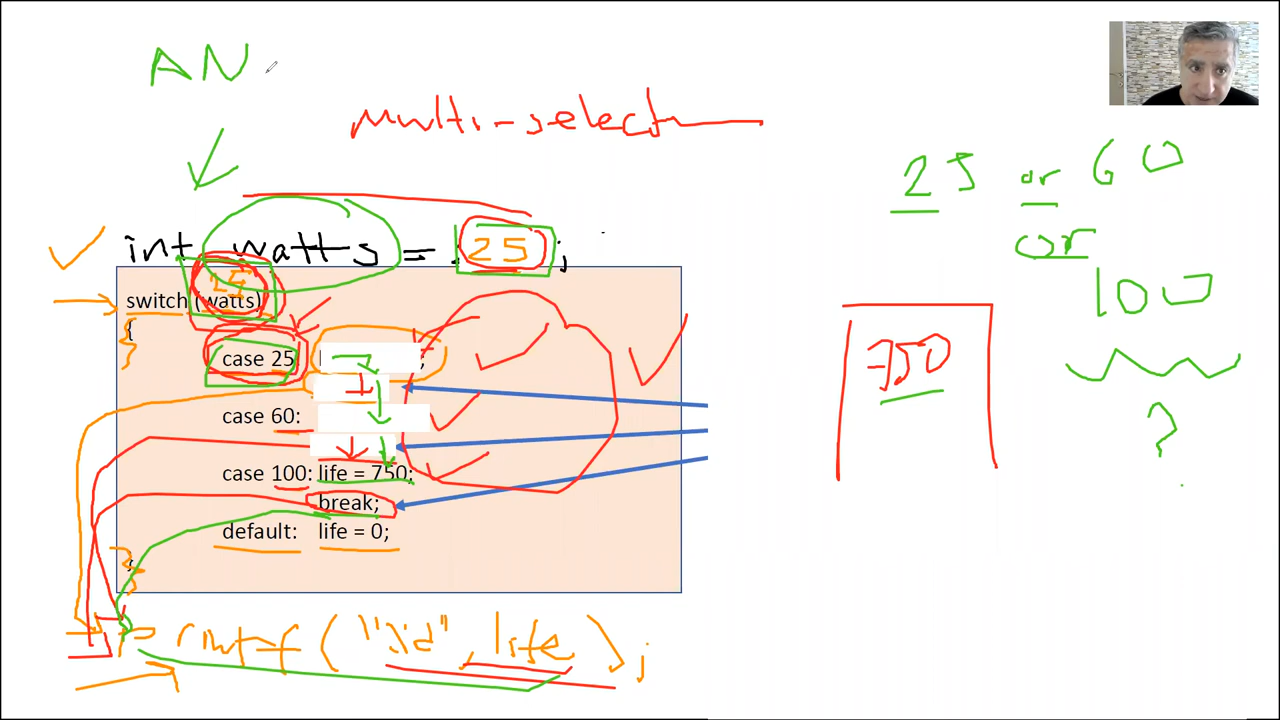 AN
multi-select
25 or 60
or
100
?
int watts = 25;
25
switch (watts)
{
case 25: ;
750
case 60:
case 100: life = 750;
break;
default: life = 0;
}
printf("%d", life);